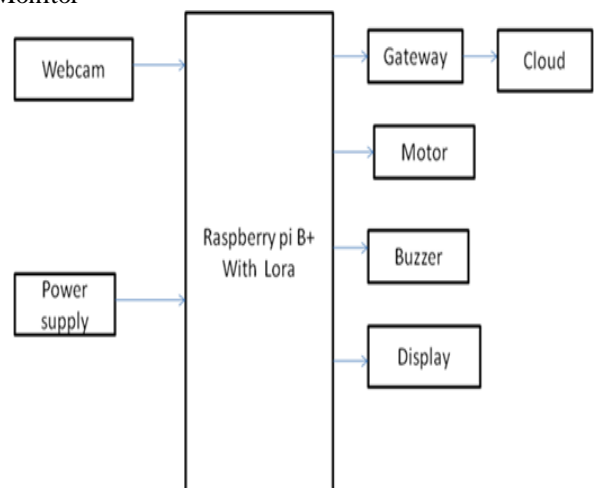 Monitor
Webcam
Gateway
Cloud
Motor
Raspberry pi B+
With Lora
Buzzer
Power
supply
Display